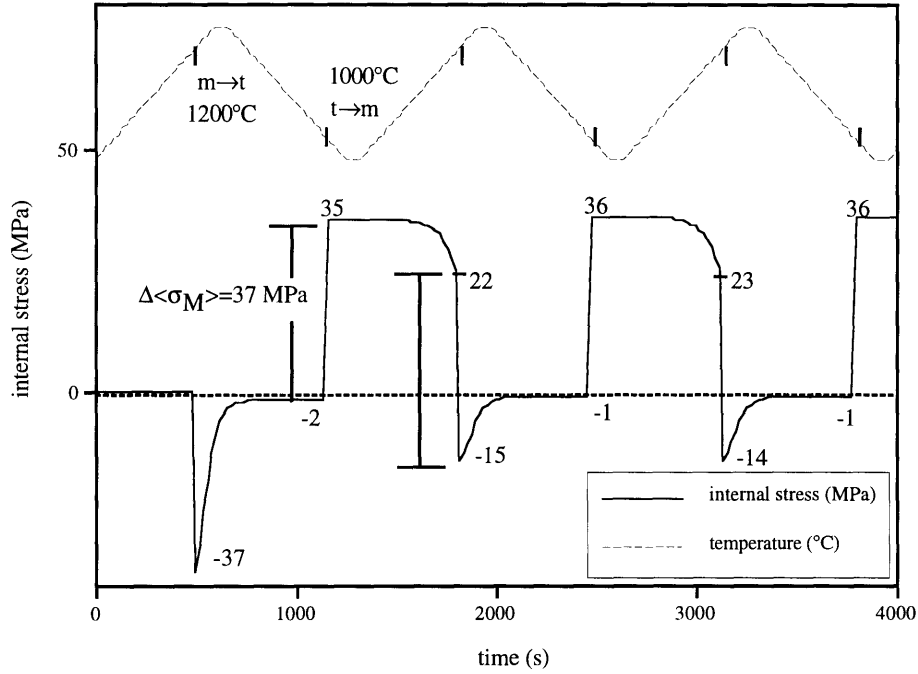 m→t
1200°C
1000°C
t→m
50
35
36
36
Δ<σM>=37 MPa
22
23
0
-2
-1
-1
-15
-14
-37
internal stress (MPa)
internal stress (MPa)
temperature (°C)
0
1000
2000
3000
4000
time (s)